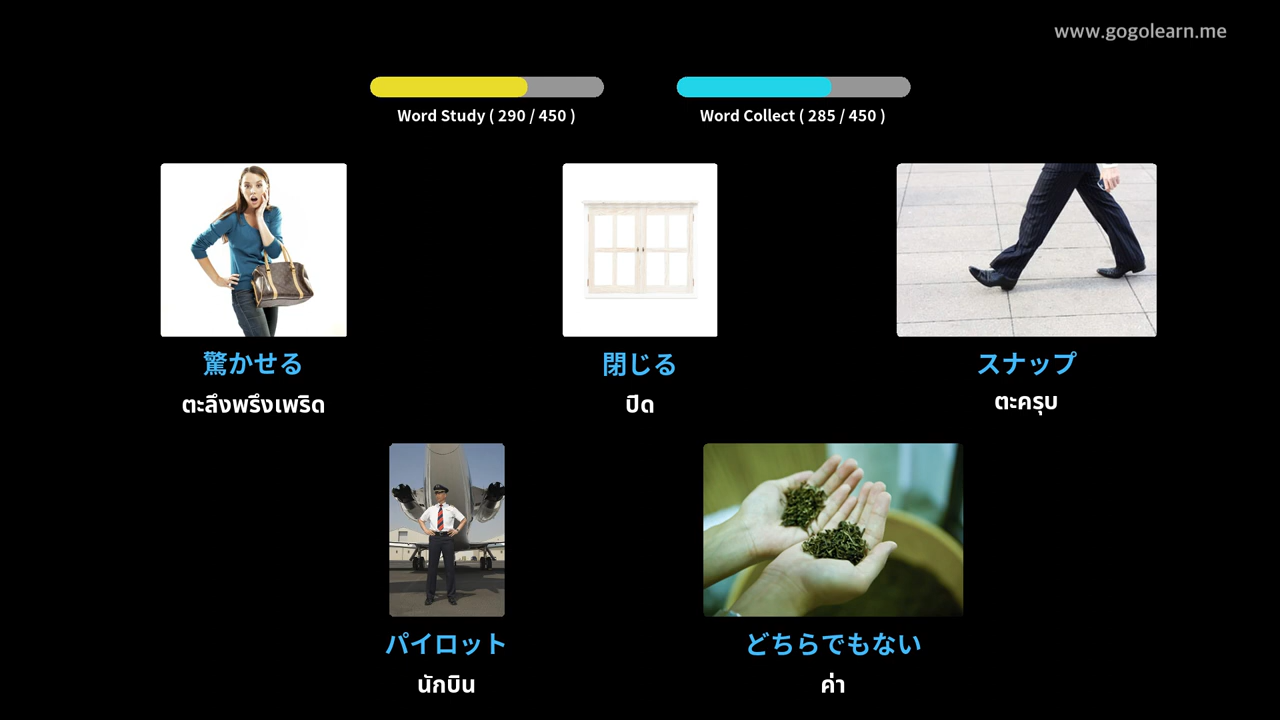 www.gogolearn.me
Word Study ( 290 / 450 )
Word Collect ( 285 / 450 )
驚かせる
ตะลึงพรึงเพริด
閉じる
ปิด
スナップ
ตะครุบ
パイロット
นักบิน
どちらでもない
ค่า